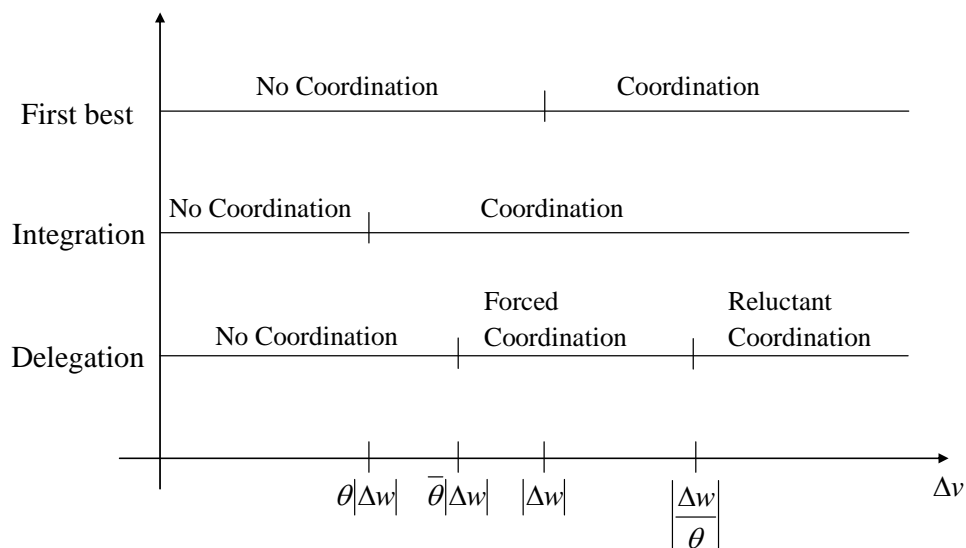 No Coordination Coordination
First best
No Coordination Coordination
Integration
Forced Reluctant
No Coordination Coordination Coordination
Delegation
θ|Δw| θ̅|Δw| |Δw| |Δw/θ| Δv